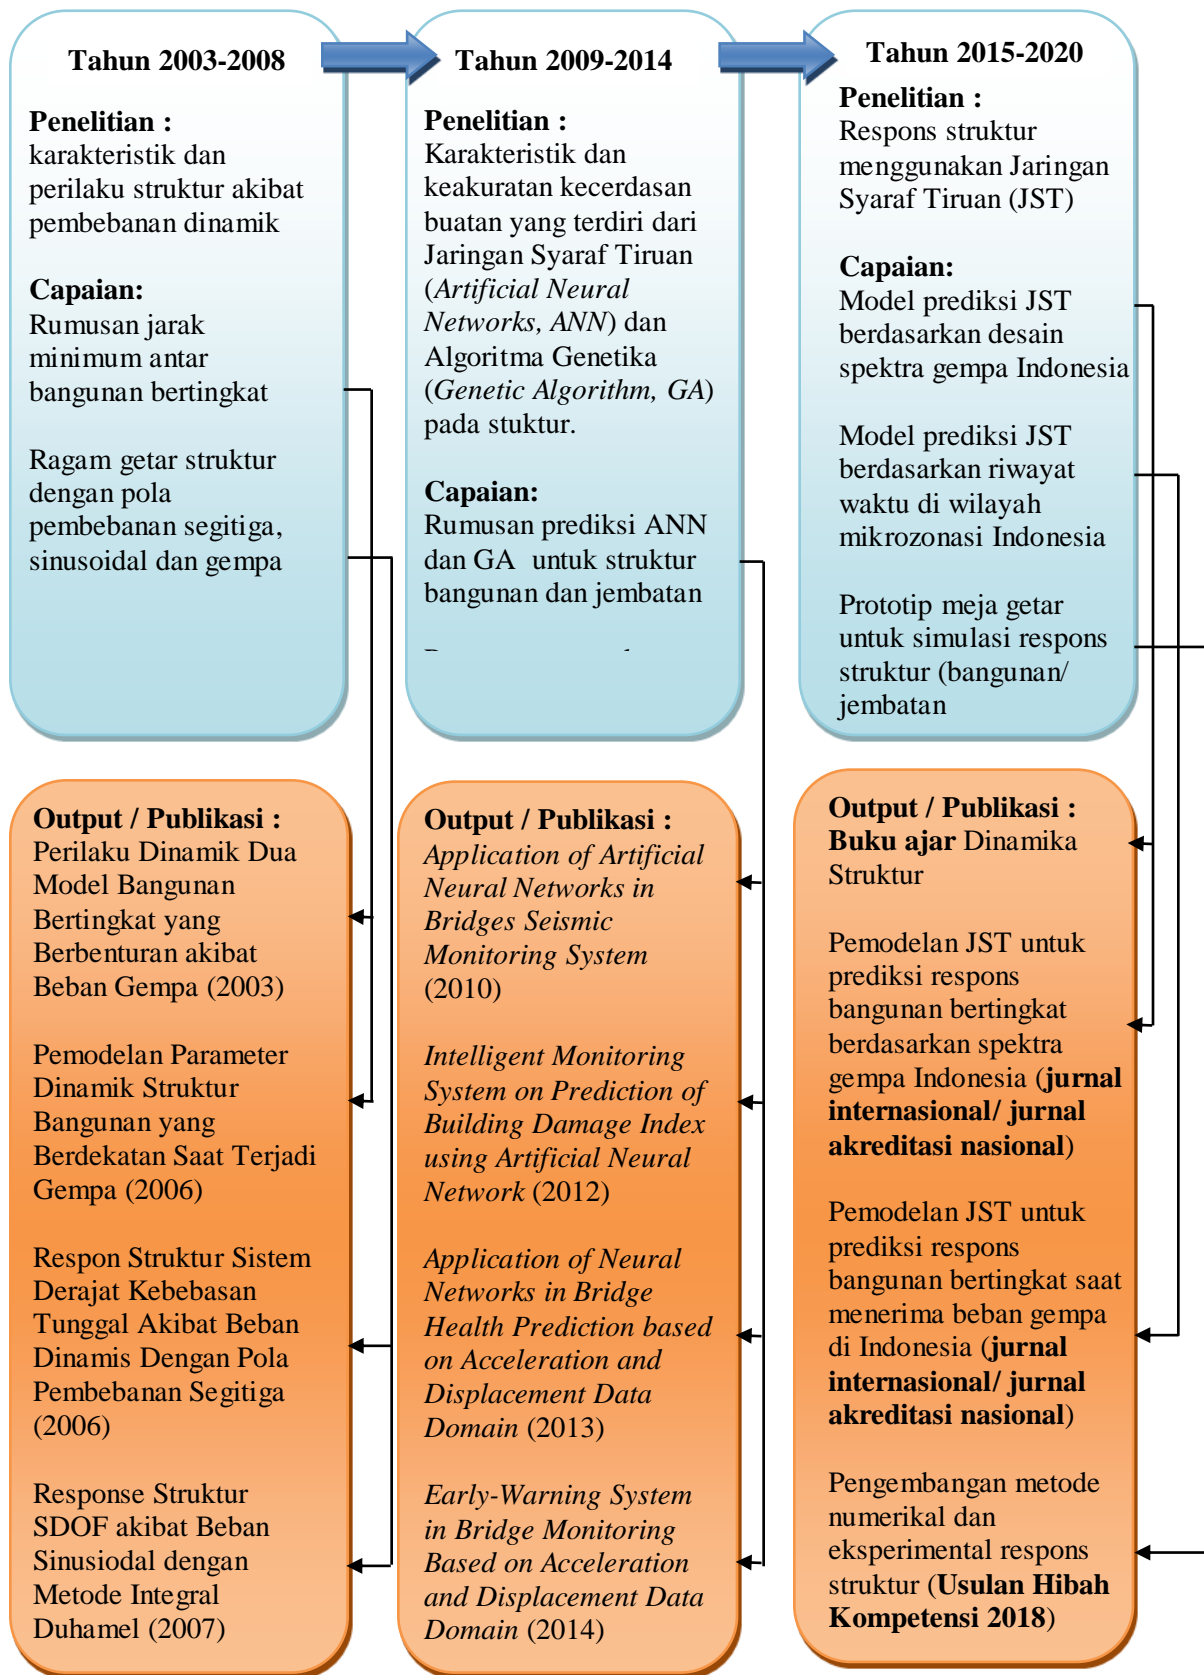 Tahun 2003-2008
Penelitian :
karakteristik dan
perilaku struktur akibat
pembebanan dinamik
Capaian:
Rumusan jarak
minimum antar
bangunan bertingkat
Ragam getar struktur
dengan pola
pembebanan segitiga,
sinusoidal dan gempa
Tahun 2009-2014
Penelitian :
Karakteristik dan
keakuratan kecerdasan
buatan yang terdiri dari
Jaringan Syaraf Tiruan
(Artificial Neural
Networks, ANN) dan
Algoritma Genetika
(Genetic Algorithm, GA)
pada stuktur.
Capaian:
Rumusan prediksi ANN
dan GA untuk struktur
bangunan dan jembatan
Tahun 2015-2020
Penelitian :
Respons struktur
menggunakan Jaringan
Syaraf Tiruan (JST)
Capaian:
Model prediksi JST
berdasarkan desain
spektra gempa Indonesia
Model prediksi JST
berdasarkan riwayat
waktu di wilayah
mikrozonasi Indonesia
Prototip meja getar
untuk simulasi respons
struktur (bangunan/
jembatan
Output / Publikasi :
Perilaku Dinamik Dua
Model Bangunan
Bertingkat yang
Berbenturan akibat
Beban Gempa (2003)
Pemodelan Parameter
Dinamik Struktur
Bangunan yang
Berdekatan Saat Terjadi
Gempa (2006)
Respon Struktur Sistem
Derajat Kebebasan
Tunggal Akibat Beban
Dinamis Dengan Pola
Pembebanan Segitiga
(2006)
Response Struktur
SDOF akibat Beban
Sinusiodal dengan
Metode Integral
Duhamel (2007)
Output / Publikasi :
Application of Artificial
Neural Networks in
Bridges Seismic
Monitoring System
(2010)
Intelligent Monitoring
System on Prediction of
Building Damage Index
using Artificial Neural
Network (2012)
Application of Neural
Networks in Bridge
Health Prediction based
on Acceleration and
Displacement Data
Domain (2013)
Early-Warning System
in Bridge Monitoring
Based on Acceleration
and Displacement Data
Domain (2014)
Output / Publikasi :
Buku ajar Dinamika
Struktur
Pemodelan JST untuk
prediksi respons
bangunan bertingkat
berdasarkan spektra
gempa Indonesia (jurnal
internasional/ jurnal
akreditasi nasional)
Pemodelan JST untuk
prediksi respons
bangunan bertingkat saat
menerima beban gempa
di Indonesia (jurnal
internasional/ jurnal
akreditasi nasional)
Pengembangan metode
numerikal dan
eksperimental respons
struktur (Usulan Hibah
Kompetensi 2018)